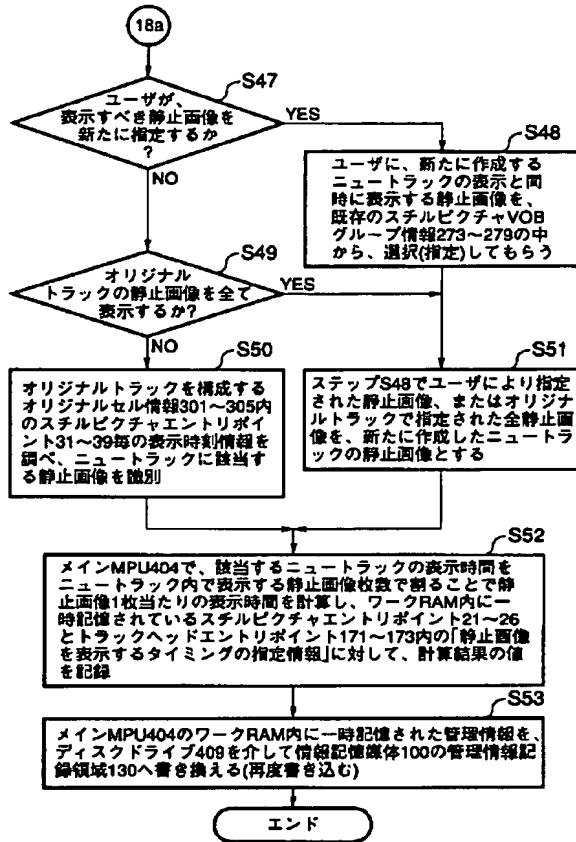 18a
S47
ユーザが、
表示すべき静止画像を
新たに指定するか
?
YES
NO
S48
ユーザに、新たに作成する
ニュートラックの表示と同
時に表示する静止画像を、
既存のスチルピクチャVOB
グループ情報273〜279の中
から、選択(指定)してもらう
S49
オリジナル
トラックの静止画像を全て
表示するか?
YES
NO
S50
オリジナルトラックを構成する
オリジナルセル情報301〜305内
のスチルピクチャエントリポイ
ント31〜39毎の表示時刻情報を
調べ、ニュートラックに該当す
る静止画像を識別
S51
ステップS48でユーザにより指定
された静止画像、またはオリジナ
ルトラックで指定された全静止画
像を、新たに作成したニュートラ
ックの静止画像とする
S52
メインMPU404で、該当するニュートラックの表示時間を
ニュートラック内で表示する静止画像枚数で割ることで静
止画像1枚当たりの表示時間を計算し、ワークRAM内に一
時記憶されているスチルピクチャエントリポイント21〜26
とトラックヘッドエントリポイント171〜173内の「静止画像
を表示するタイミングの指定情報」に対して、計算結果の値
を記録
S53
メインMPU404のワークRAM内に一時記憶された管理情報を、
ディスクドライブ409を介して情報記憶媒体100の管理情報記
録領域130へ書き換える(再度書き込む)
エンド